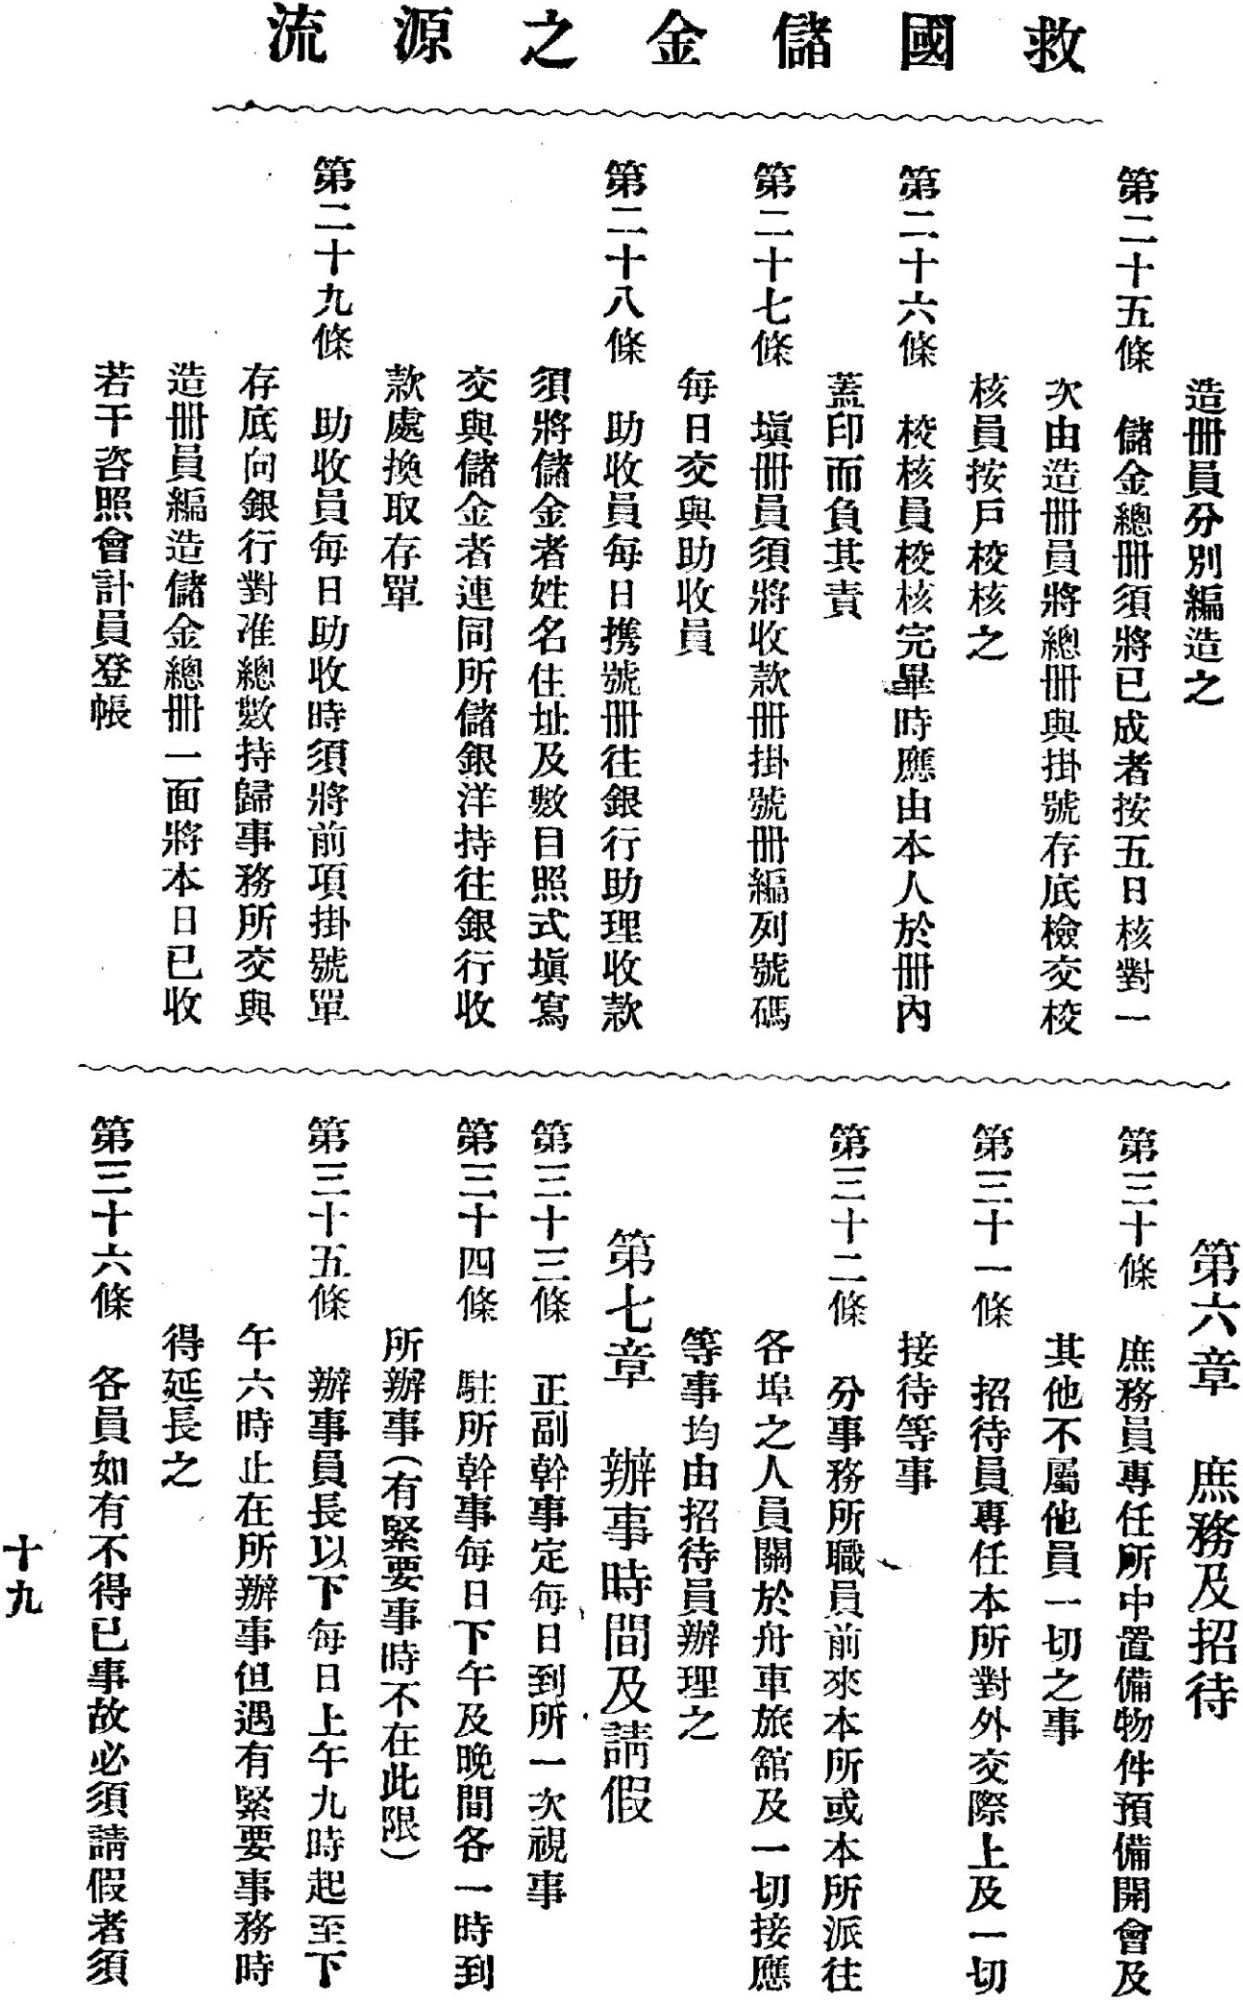 救國儲金之源流
造冊員分別編造之
第二十五條　儲金總冊須將已成者按五日核對一
次由造冊員將總冊與掛號存底檢交校
核員按戶校核之
第二十六條　校核員校核完畢時應由本人於冊內
蓋印而負其責
第二十七條　塡冊員須將收款冊掛號冊編列號碼
每日交與助收員
第二十八條　助收員每日携號冊往銀行助理收款
須將儲金者姓名住址及數目照式塡寫
交與儲金者連同所儲銀洋持往銀行收
款處換取存單
第二十九條　助收員每日助收時須將前項掛號單
存底向銀行對准總數持歸事務所交與
造冊員編造儲金總冊一面將本日已收
若干咨照會計員登帳
第六章　庶務及招待
第三十條　庶務員專任所中置備物件預備開會及
其他不屬他員一切之事
第三十一條　招待員專任本所對外交際上及一切
接待等事
第三十二條　分事務所職員前來本所或本所派往
各埠之人員關於舟車旅舘及一切接應
等事均由招待員辦理之
第七章　辦事時間及請假
第三十三條　正副幹事定每日到所一次視事
第三十四條　駐所幹事每日下午及晚間各一時到
所辦事（有緊要事時不在此限）
第三十五條　辦事員長以下每日上午九時起至下
午六時止在所辦事但遇有緊要事務時
得延長之
第三十六條　各員如有不得已事故必須請假者須
十九